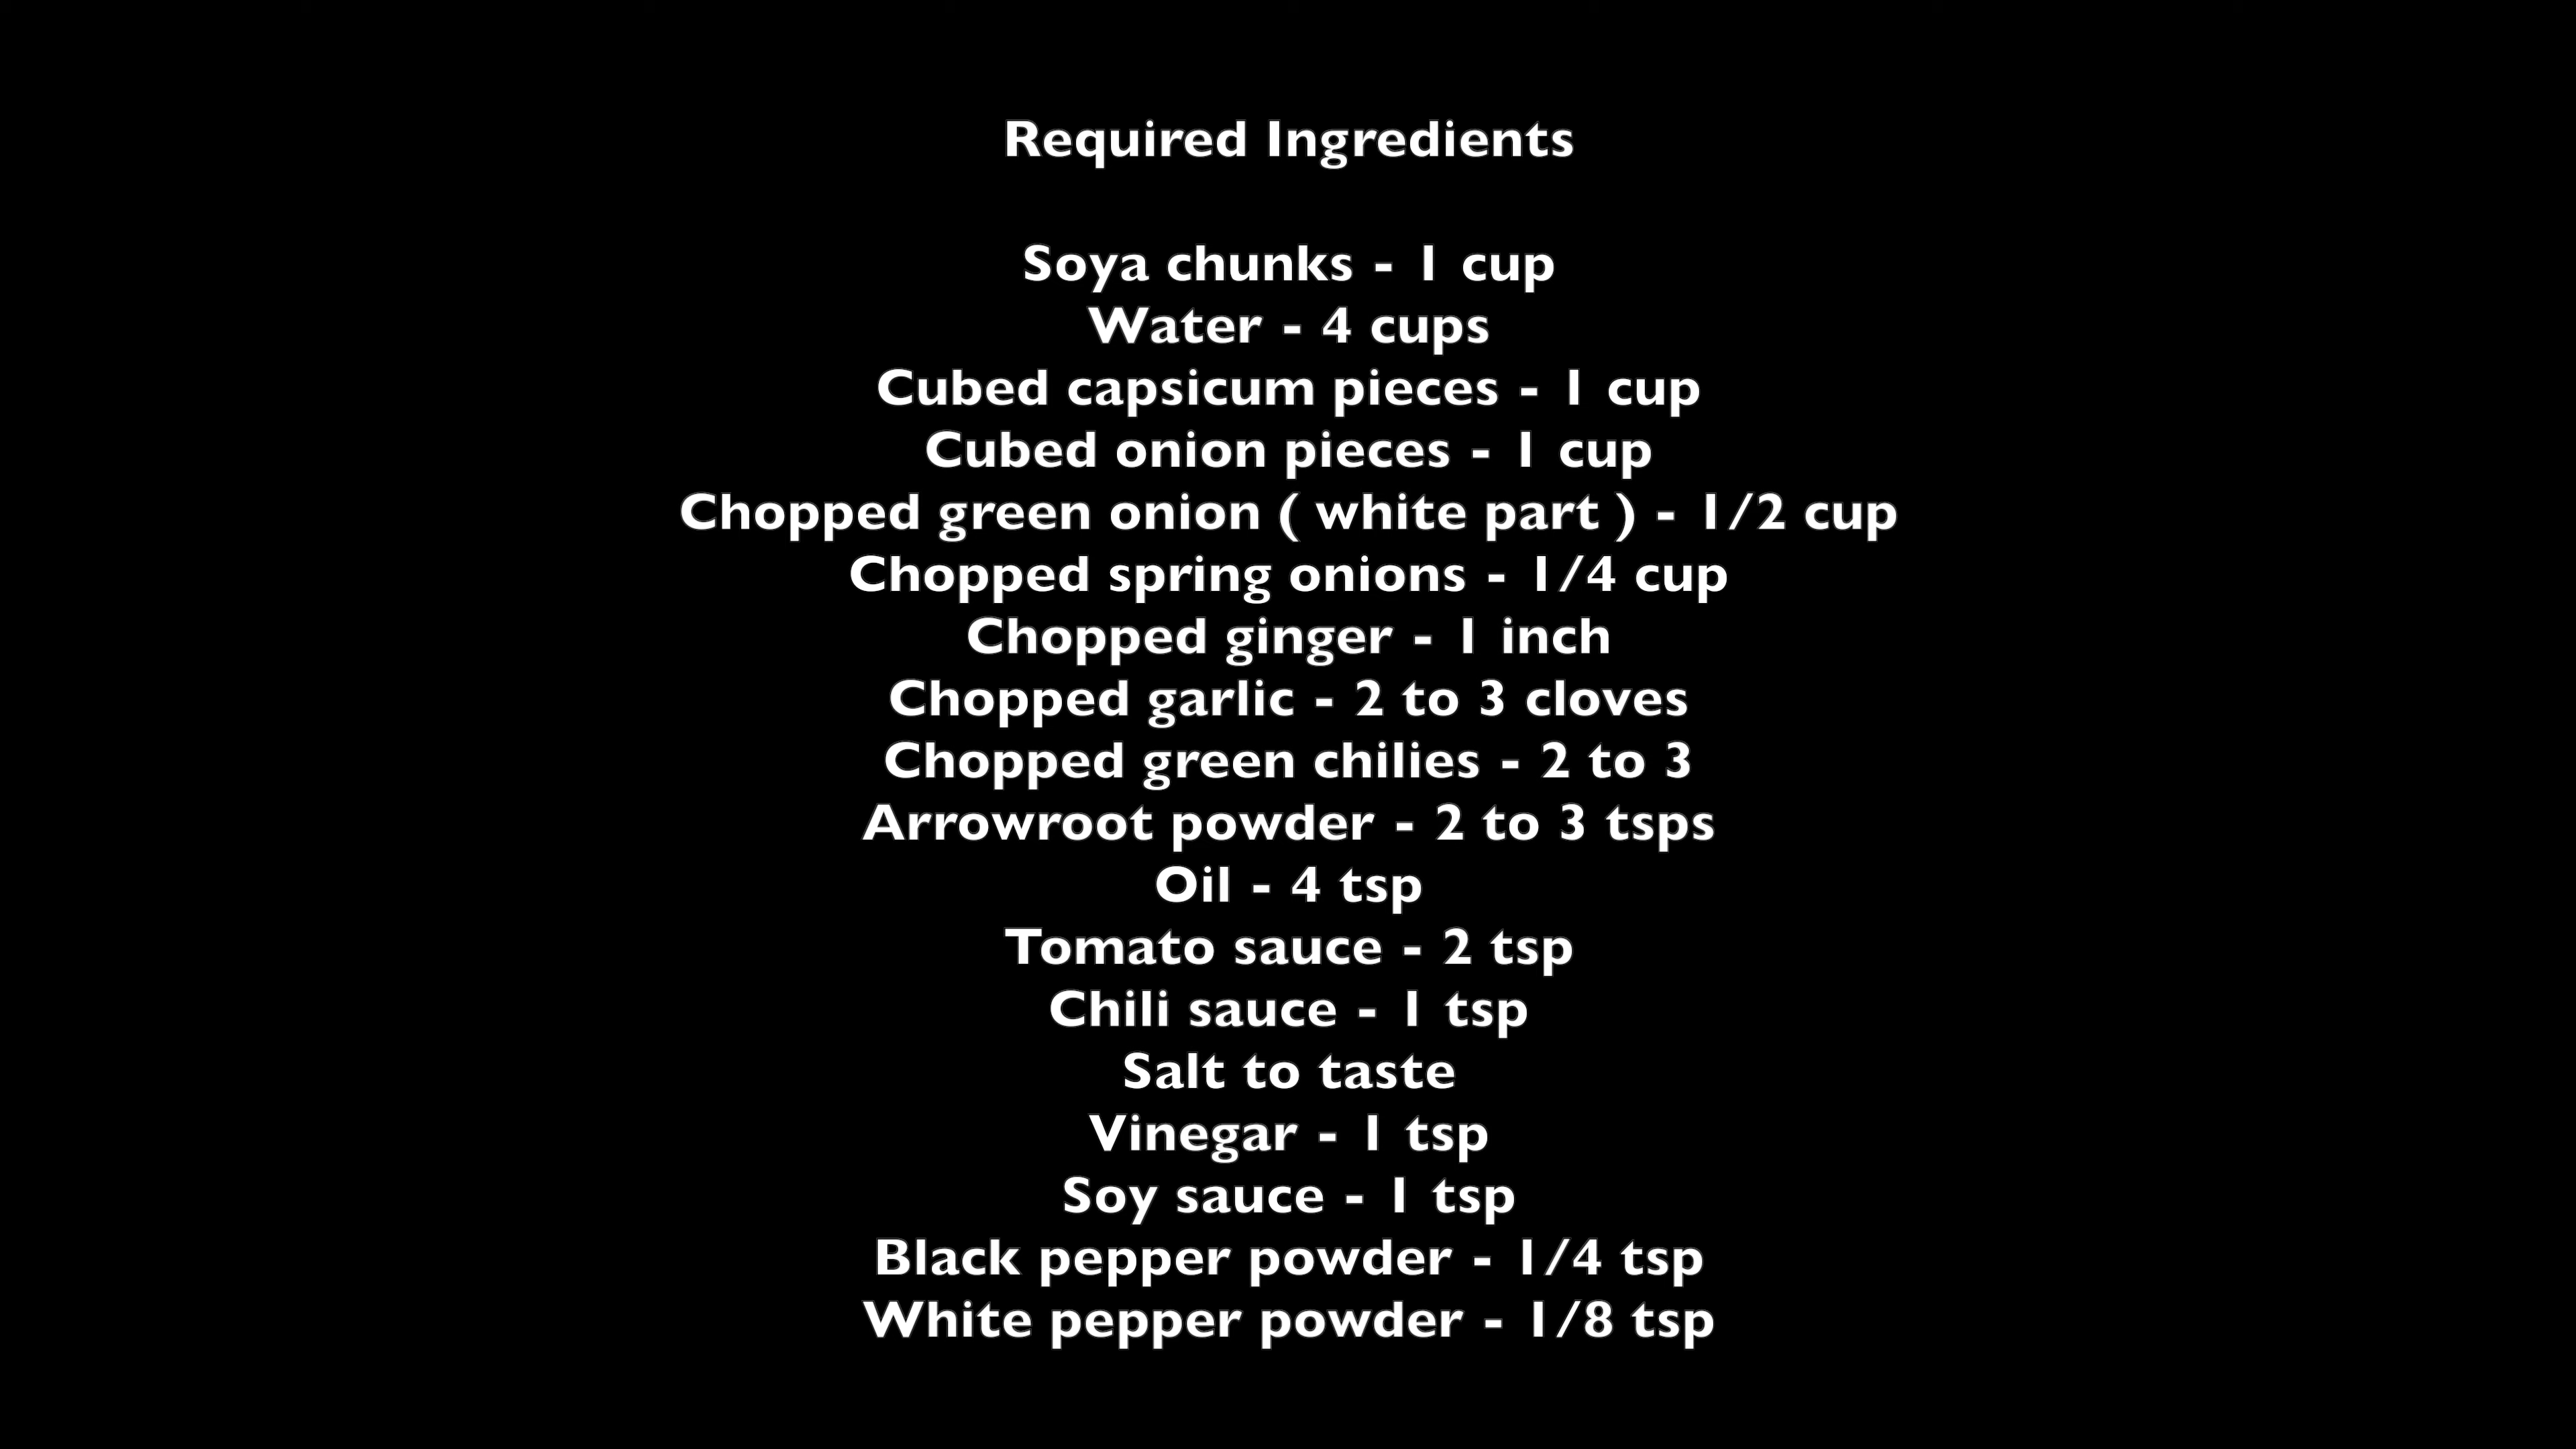 Required Ingredients
Soya chunks - 1 cup
Water - 4 cups
Cubed capsicum pieces - 1 cup
Cubed onion pieces - 1 cup
Chopped green onion ( white part ) - 1/2 cup
Chopped spring onions - 1/4 cup
Chopped ginger - 1 inch
Chopped garlic - 2 to 3 cloves
Chopped green chilies - 2 to 3
Arrowroot powder - 2 to 3 tsps
Oil - 4 tsp
Tomato sauce - 2 tsp
Chili sauce - 1 tsp
Salt to taste
Vinegar - 1 tsp
Soy sauce - 1 tsp
Black pepper powder - 1/4 tsp
White pepper powder - 1/8 tsp